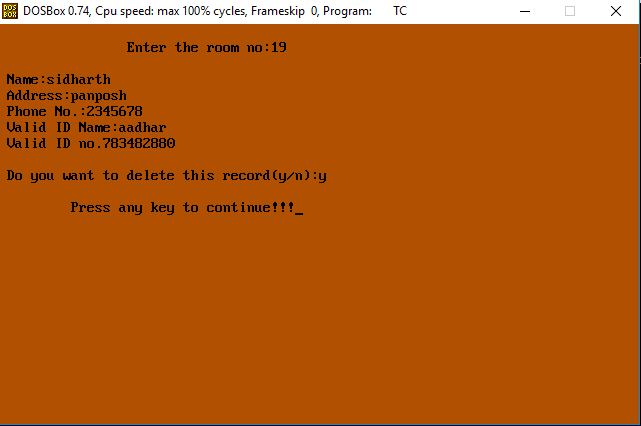 DOS BOX DOSBox 0.74, Cpu speed: max 100% cycles, Frameskip 0, Program: TC
Enter the room no:19
Name:sidharth
Address:panposh
Phone No.:2345678
Valid ID Name:aadhar
Valid ID no.783482880
Do you want to delete this record(y/n):y
Press any key to continue!!!_